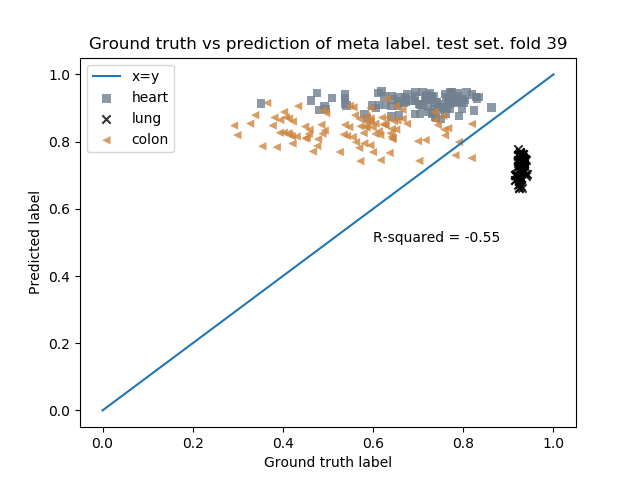 Ground truth vs prediction of meta label. test set. fold 39
x=y
heart
lung
colon
R-squared = -0.55
1.0
0.8
0.6
0.4
0.2
0.0
Predicted label
0.0 0.2 0.4 0.6 0.8 1.0
Ground truth label